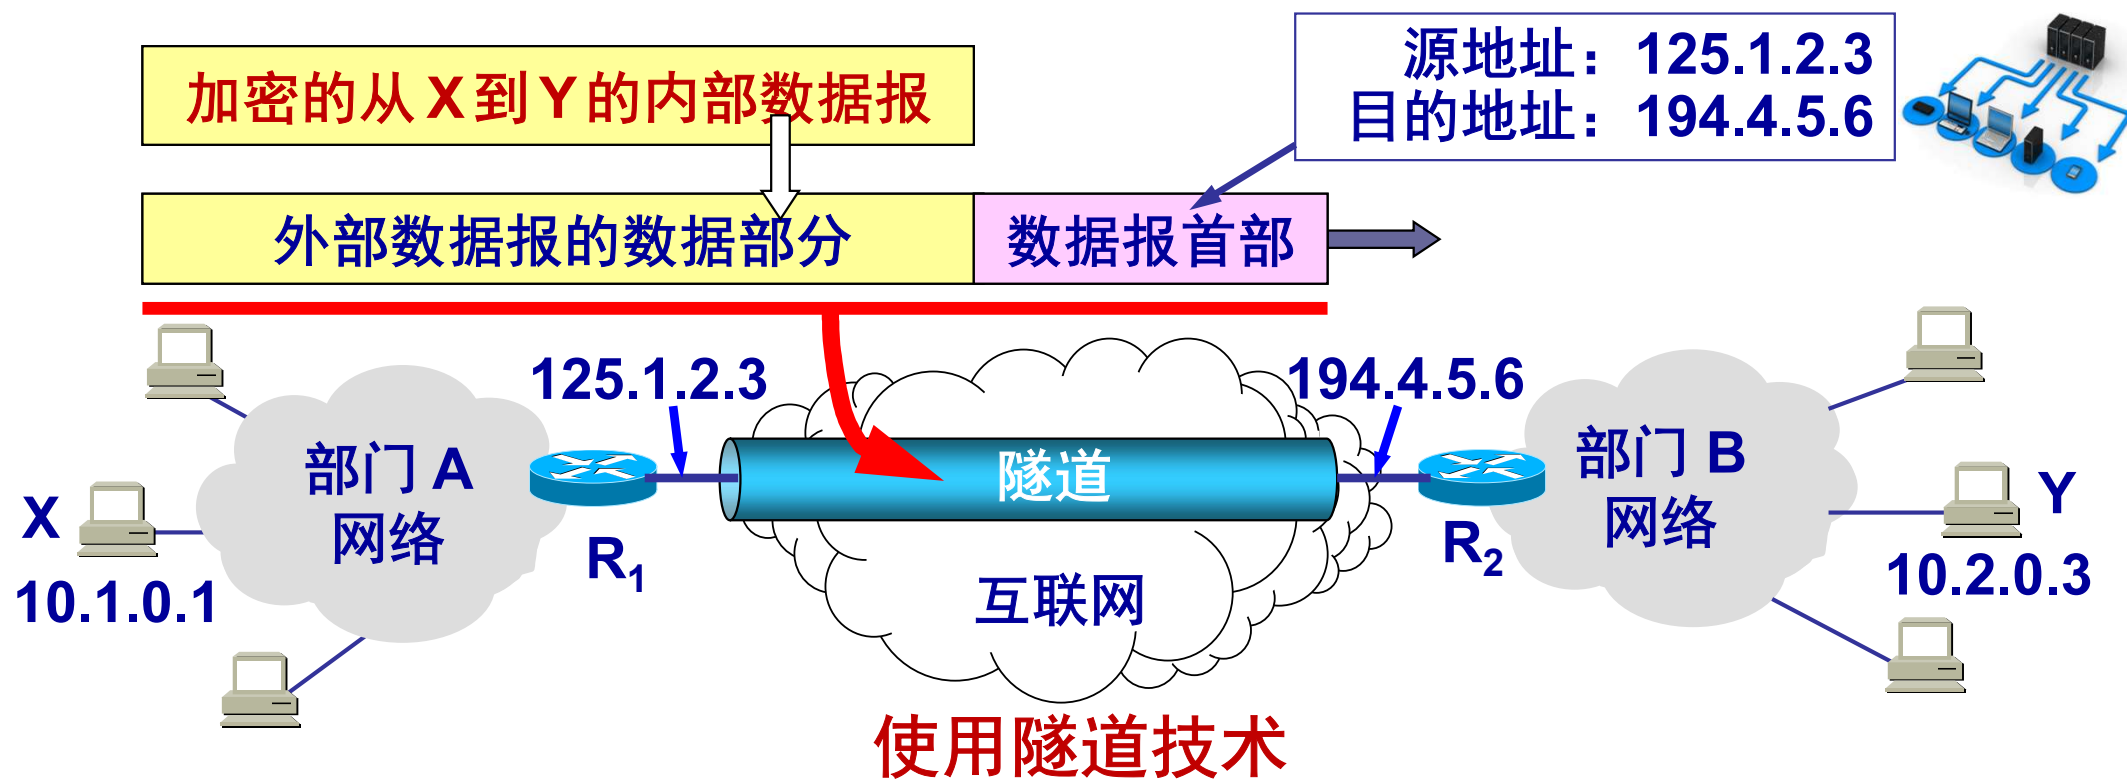 源地址：125.1.2.3
目的地址：194.4.5.6
加密的从 X 到 Y 的内部数据报
外部数据报的数据部分
数据报首部
125.1.2.3
194.4.5.6
部门 A
网络
隧道
部门 B
网络
X
Y
R1
R2
10.1.0.1
互联网
10.2.0.3
使用隧道技术